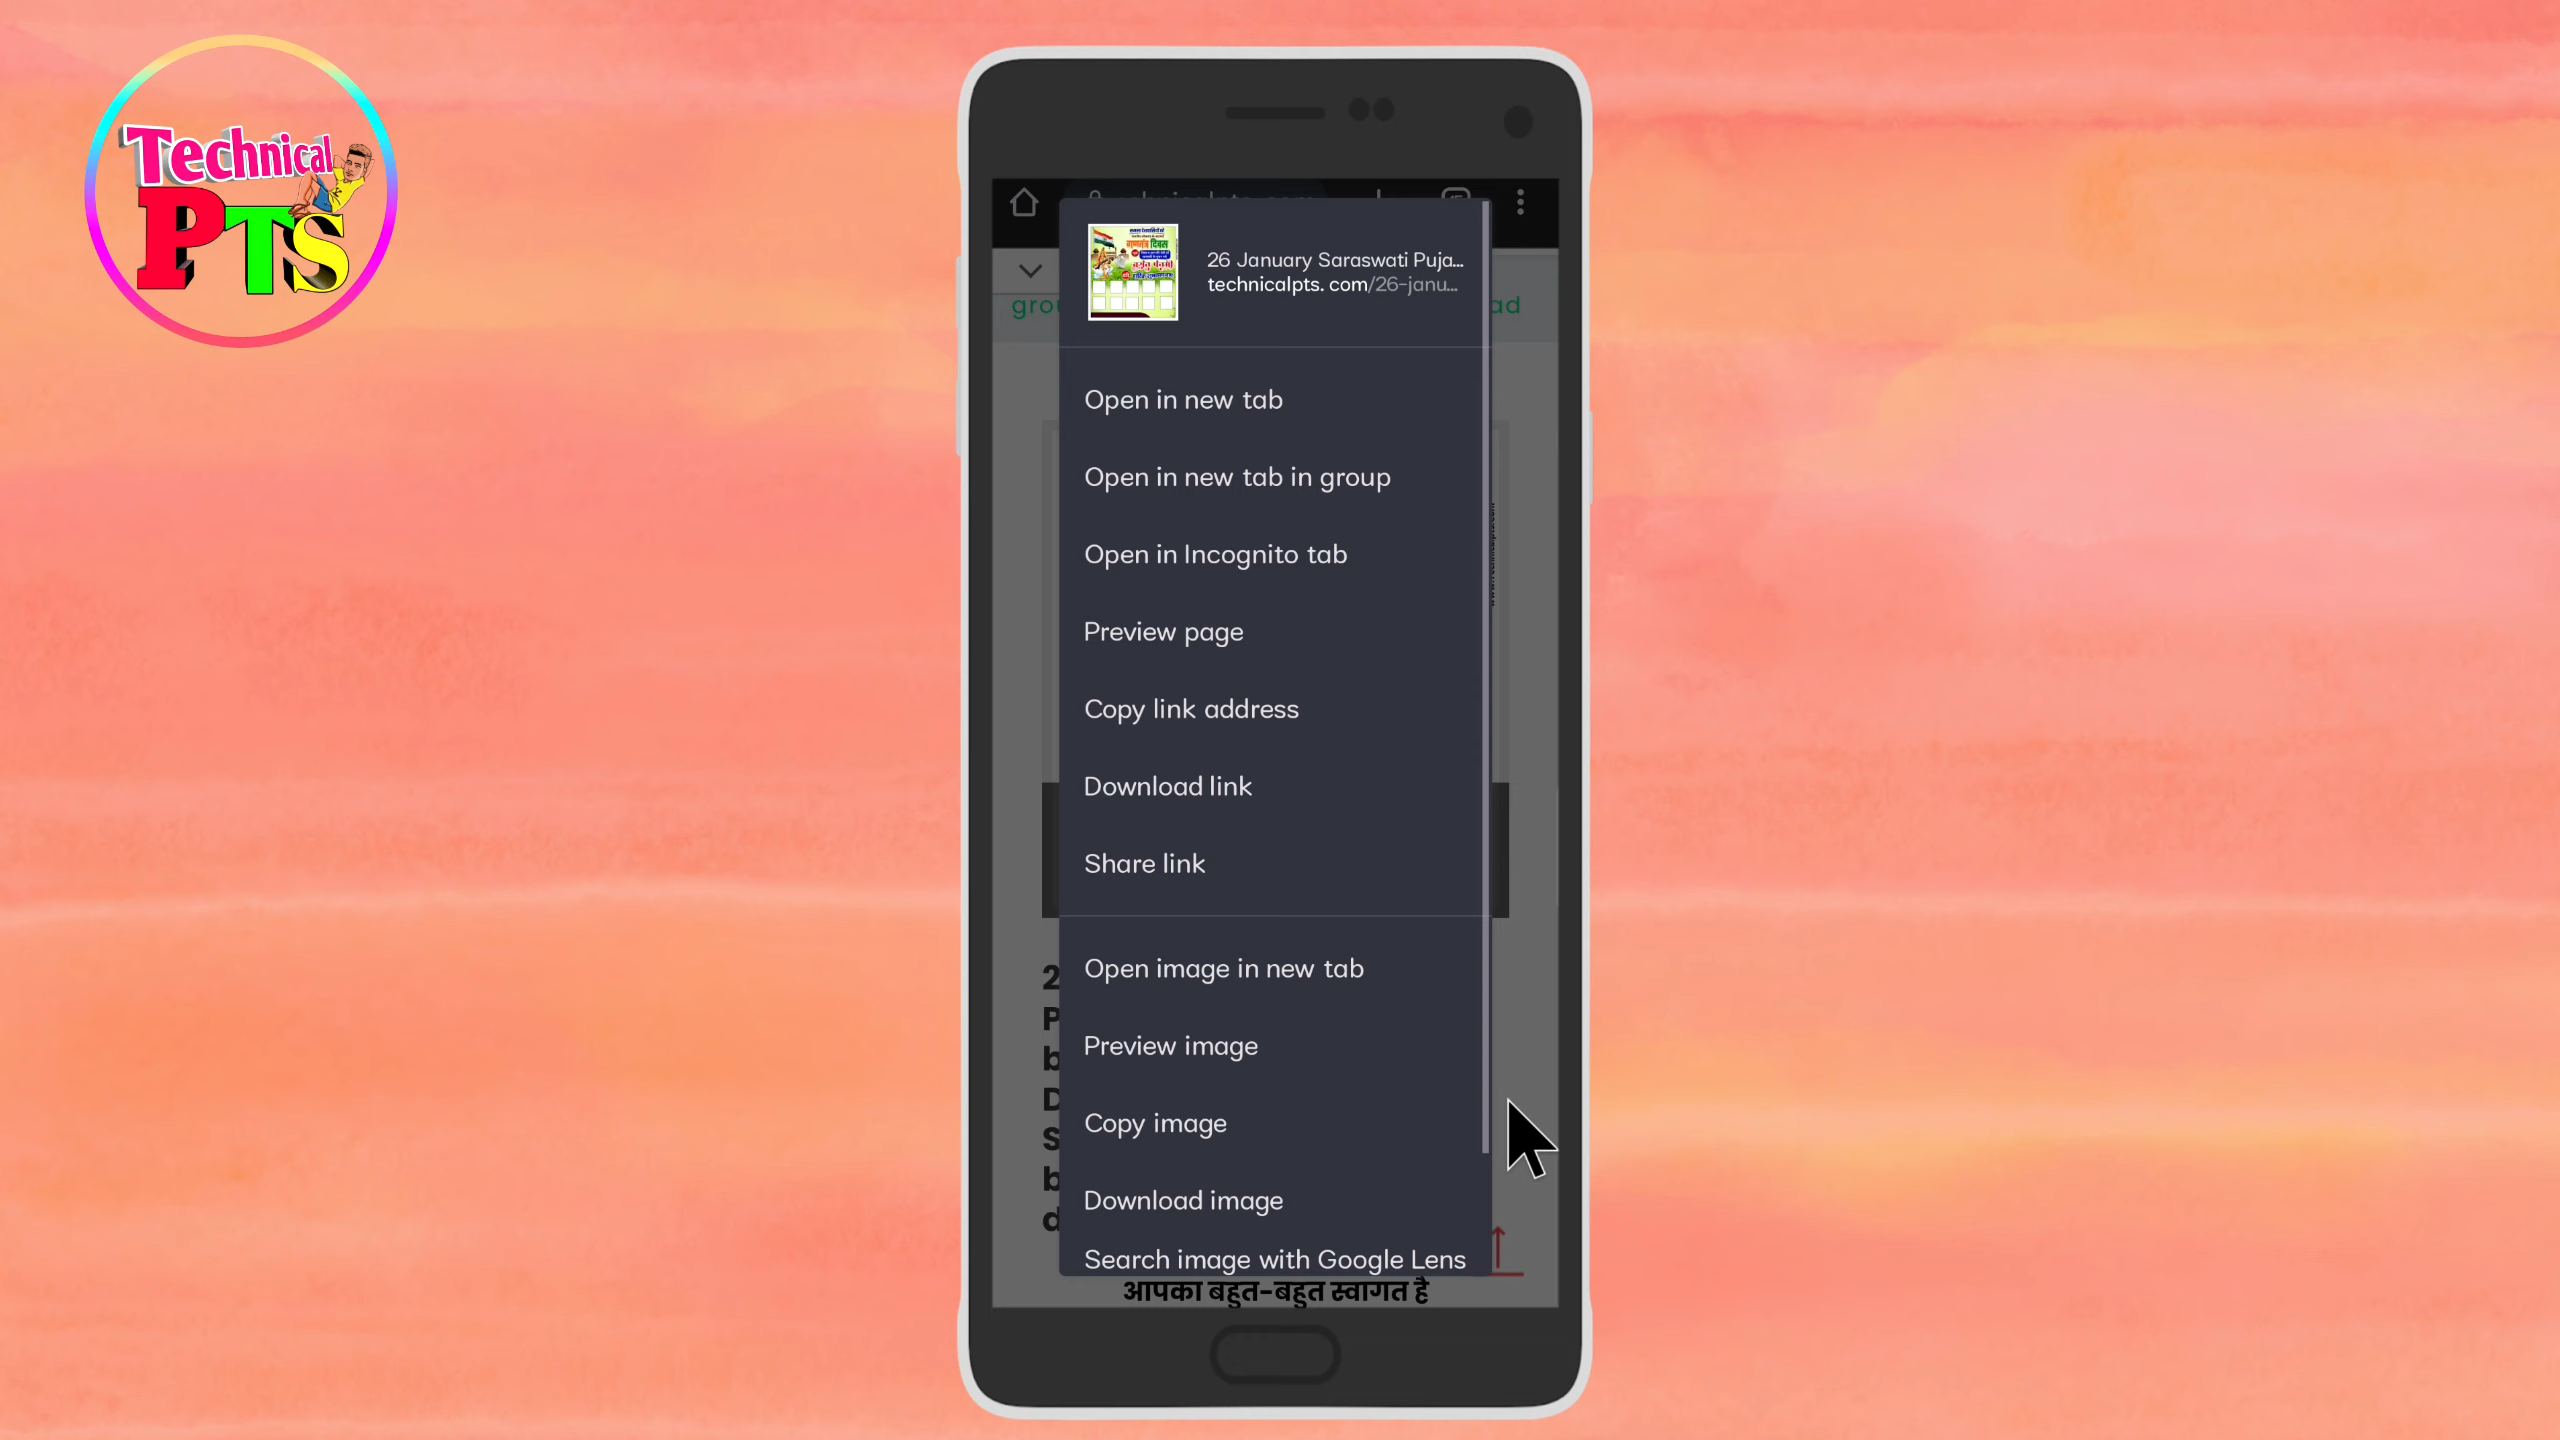 Technical
PTS
26 January Saraswati Puja...
technicalpts. com/26-janu...
गणतंत्र दिवस
Open in new tab
Open in new tab in group
Open in Incognito tab
Preview page
Copy link address
Download link
Share link
Open image in new tab
Preview image
Copy image
Download image
Search image with Google Lens
आपका बहुत-बहुत स्वागत है